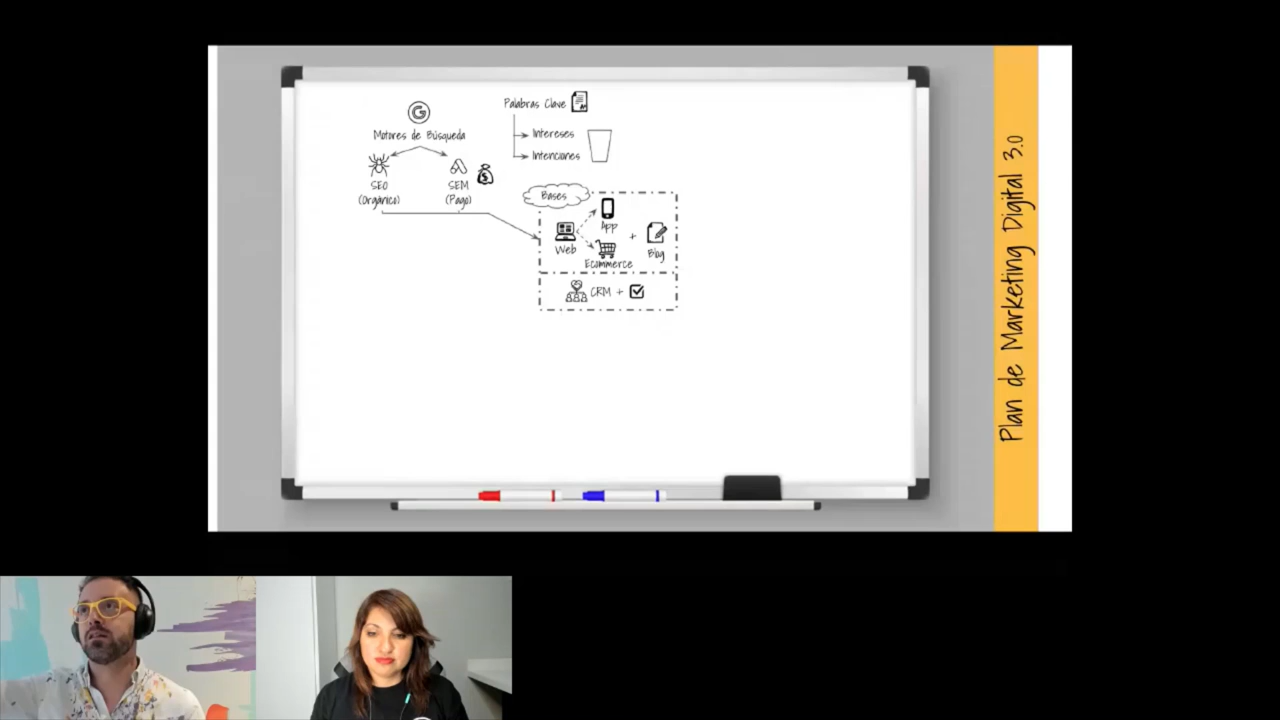 G
Motores de Búsqueda
SEO
(Orgánico)
SEM
(Pago)
$
Palabras Clave
Intereses
Intenciones
Bases
Web
App
Ecommerce
+
Blog
CRM +
Plan de Marketing Digital 3.0